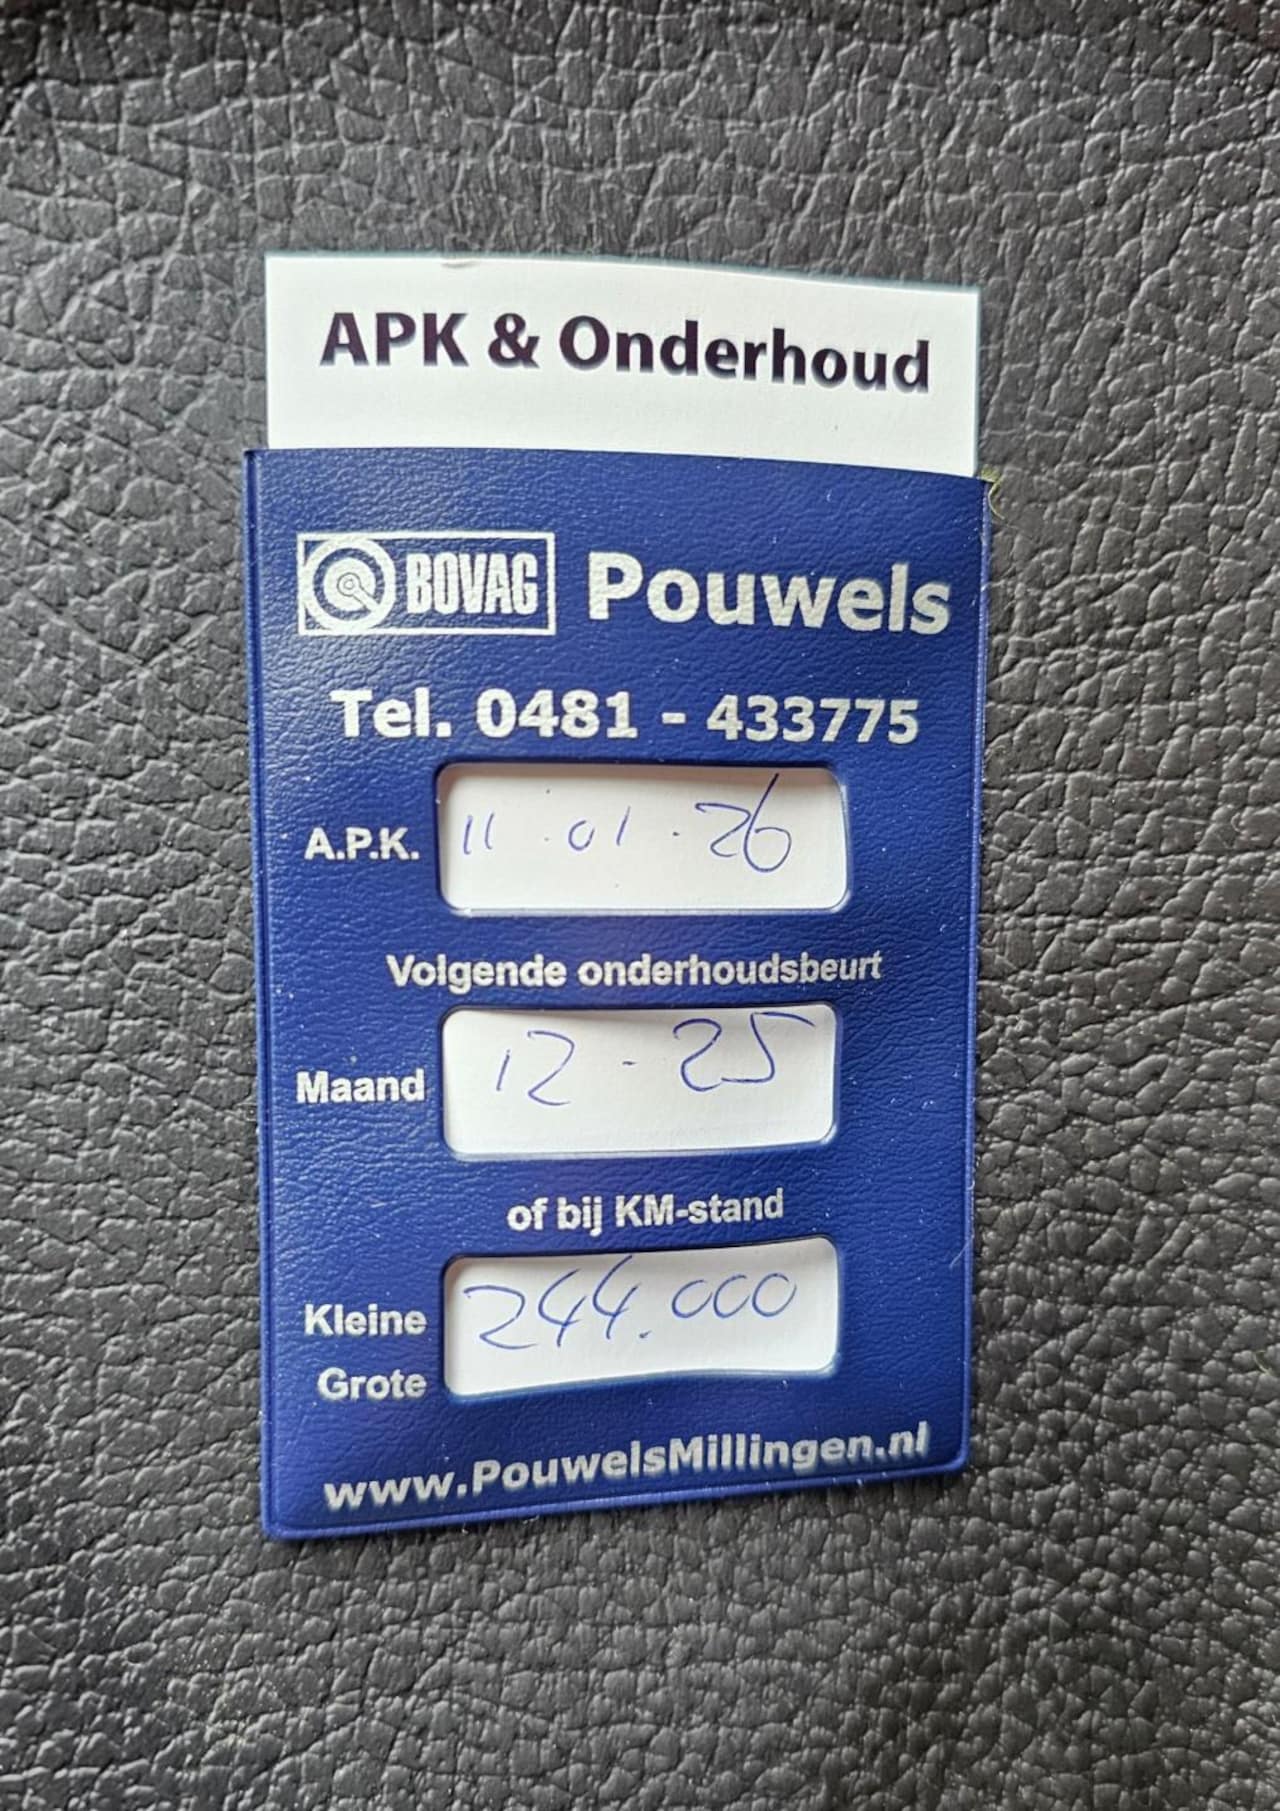 APK & Onderhoud
BOVAG Pouwels
Tel. 0481 - 433775
A.P.K. 11.01.26
Volgende onderhoudsbeurt
Maand 12-25
of bij KM-stand
Kleine 244.000
Grote
www.PouwelsMillingen.nl